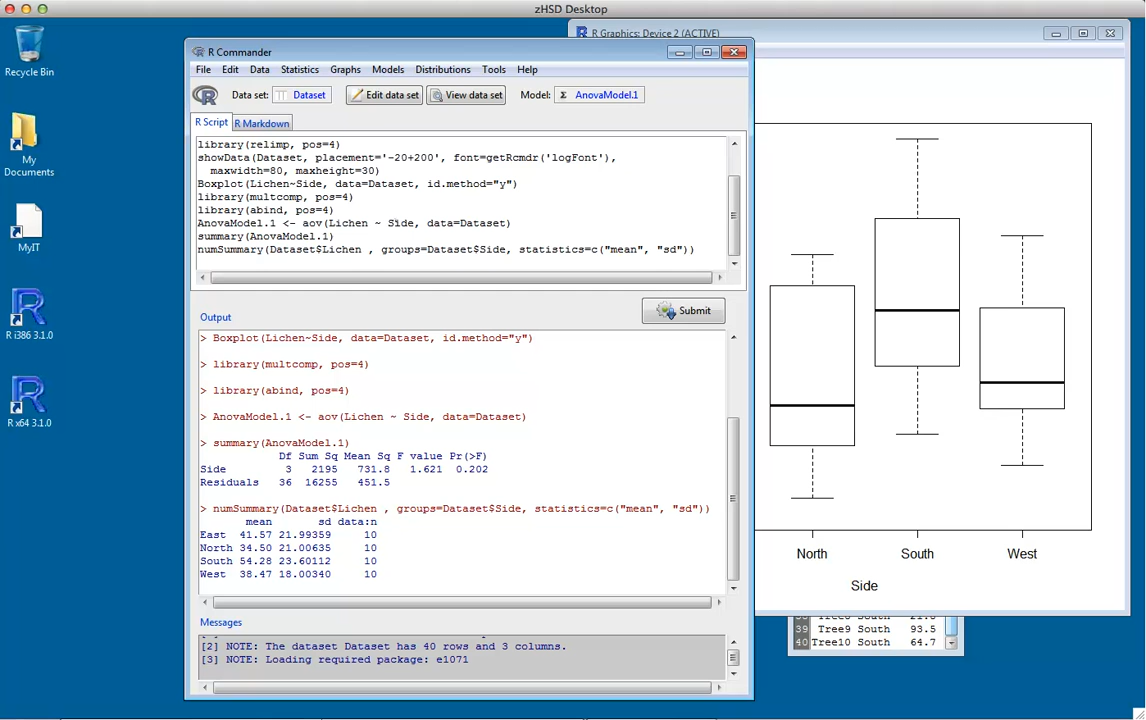 zHSD Desktop
Recycle Bin
My Documents
MyIT
R i386 3.1.0
R x64 3.1.0
R Commander
File Edit Data Statistics Graphs Models Distributions Tools Help
Data set: Dataset Edit data set View data set Model: Σ AnovaModel.1
R Script R Markdown
library(relimp, pos=4)
showData(Dataset, placement='-20+200', font=getRcmdr('logFont'),
  maxwidth=80, maxheight=30)
Boxplot(Lichen~Side, data=Dataset, id.method="y")
library(multcomp, pos=4)
library(abind, pos=4)
AnovaModel.1 <- aov(Lichen ~ Side, data=Dataset)
summary(AnovaModel.1)
numSummary(Dataset$Lichen , groups=Dataset$Side, statistics=c("mean", "sd"))
Submit
Output
> Boxplot(Lichen~Side, data=Dataset, id.method="y")
> library(multcomp, pos=4)
> library(abind, pos=4)
> AnovaModel.1 <- aov(Lichen ~ Side, data=Dataset)
> summary(AnovaModel.1)
Df Sum Sq Mean Sq F value Pr(>F)
Side 3 2195 731.8 1.621 0.202
Residuals 36 16255 451.5
> numSummary(Dataset$Lichen , groups=Dataset$Side, statistics=c("mean", "sd"))
mean sd data:n
East 41.57 21.99359 10
North 34.50 21.00635 10
South 54.28 23.60112 10
West 38.47 18.00340 10
Messages
[2] NOTE: The dataset Dataset has 40 rows and 3 columns.
[3] NOTE: Loading required package: e1071
R Graphics: Device 2 (ACTIVE)
North South West
Side
39 Tree9 South 93.5
40 Tree10 South 64.7